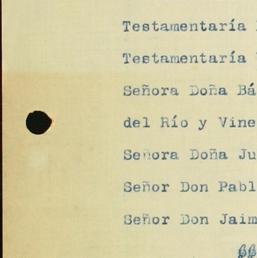 Testamentaría
Testamentaría
Señora Doña Bá
del Río y Vine
Señora Doña Ju
Señor Don Pabl
Señor Don Jaim